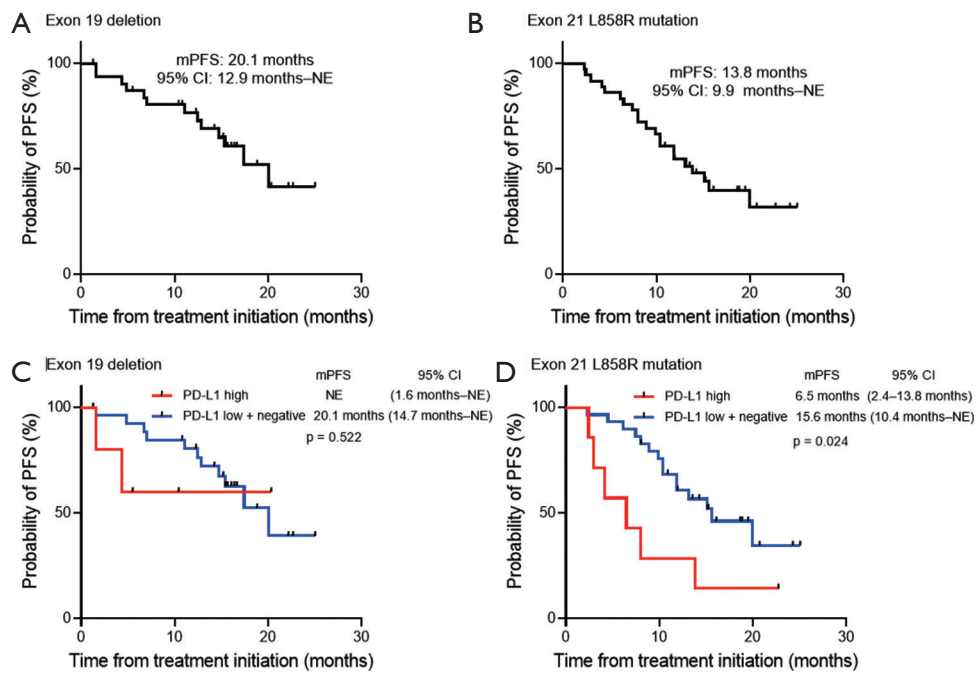 A Exon 19 deletion
mPFS: 20.1 months
95% CI: 12.9 months–NE
Probability of PFS (%)
100
50
0
0 10 20 30
Time from treatment initiation (months)
B Exon 21 L858R mutation
mPFS: 13.8 months
95% CI: 9.9 months–NE
Probability of PFS (%)
100
50
0
0 10 20 30
Time from treatment initiation (months)
C Exon 19 deletion
mPFS 95% CI
PD-L1 high NE (1.6 months–NE)
PD-L1 low + negative 20.1 months (14.7 months–NE)
p = 0.522
Probability of PFS (%)
100
50
0
0 10 20 30
Time from treatment initiation (months)
D Exon 21 L858R mutation
mPFS 95% CI
PD-L1 high 6.5 months (2.4–13.8 months)
PD-L1 low + negative 15.6 months (10.4 months–NE)
p = 0.024
Probability of PFS (%)
100
50
0
0 10 20 30
Time from treatment initiation (months)